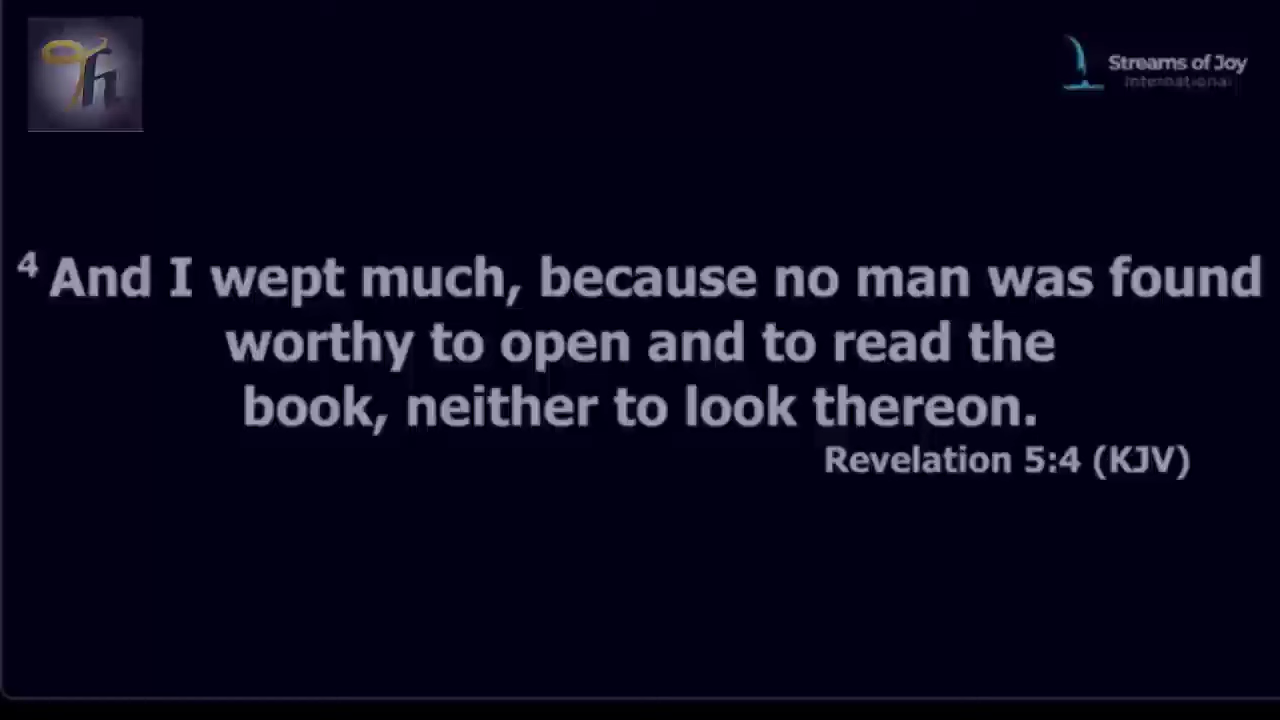 Streams of Joy
International
4 And I wept much, because no man was found
worthy to open and to read the
book, neither to look thereon.
Revelation 5:4 (KJV)